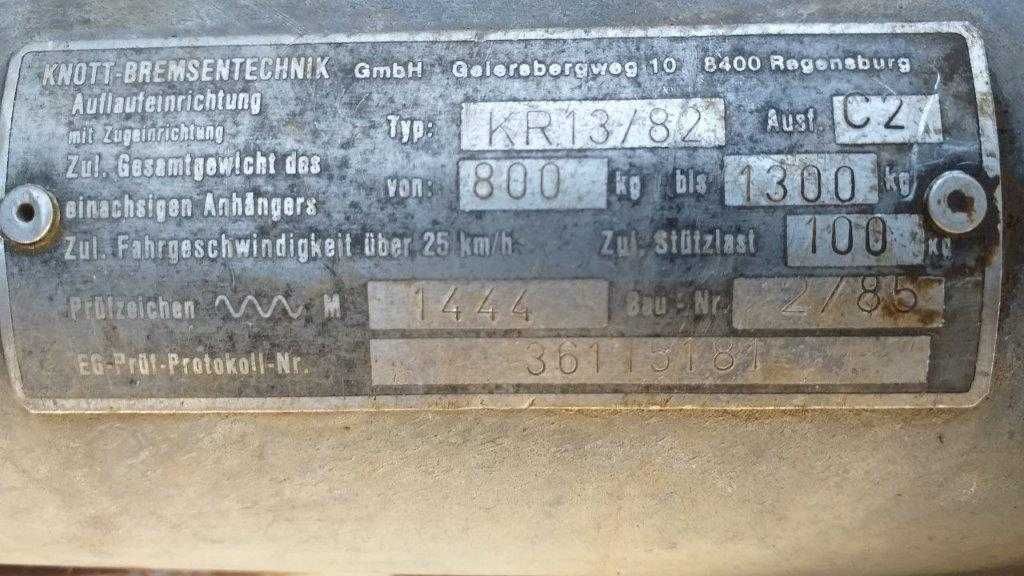 KNOTT-BREMSENTECHNIK GmbH Geiersbergweg 10 8400 Regensburg
Auflaufeinrichtung
mit Zugeinrichtung Typ: KR13/82 Ausf. C2
Zul. Gesamtgewicht des
einachsigen Anhängers von: 800 kg bis 1300 kg
Zul. Fahrgeschwindigkeit über 25 km/h Zul. Stützlast 100 kg
Prüfzeichen M 1444 Bau-Nr. 2/85
EG-Prüf-Protokoll-Nr. 36113181